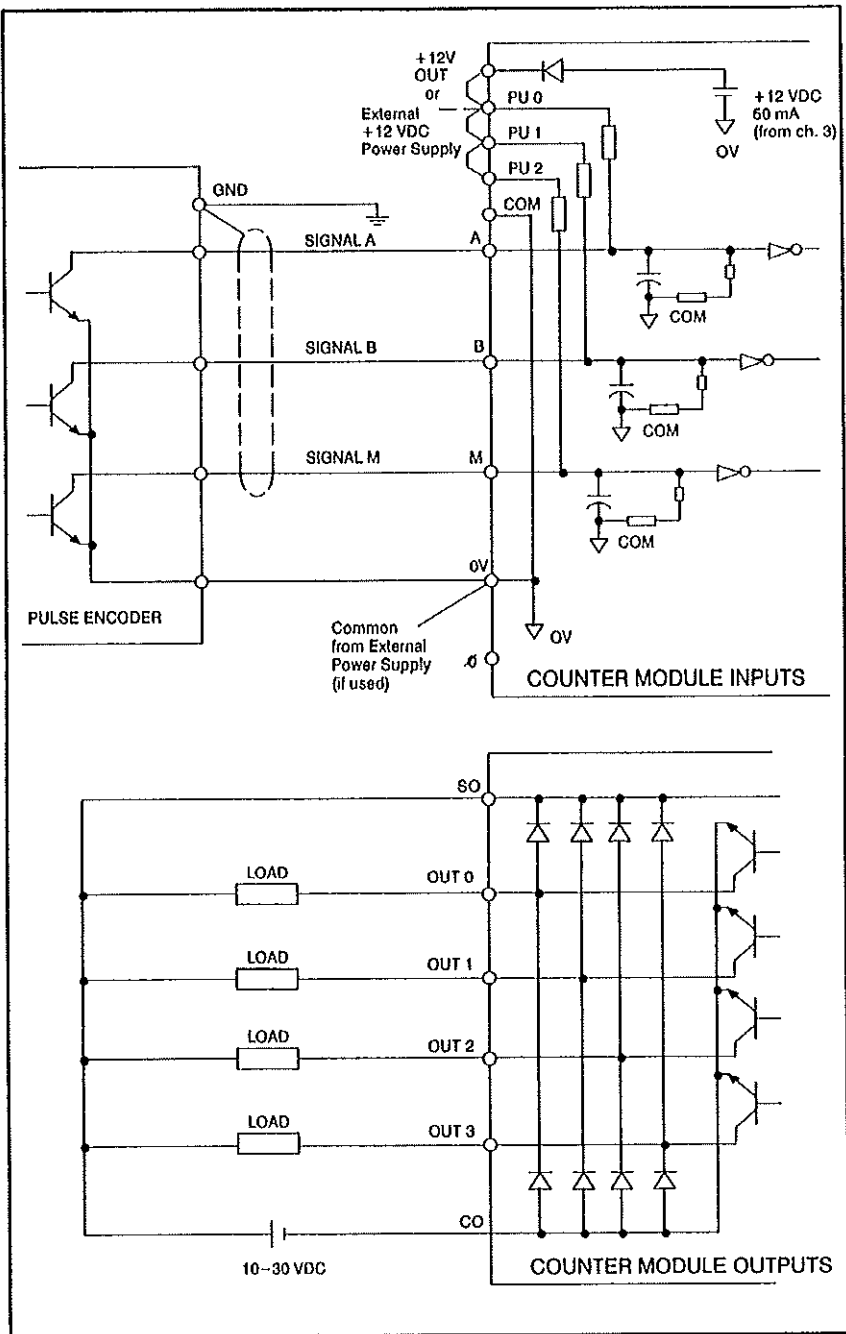 +12V
OUT
or
External
+12 VDC
Power Supply
PU 0
PU 1
PU 2
COM
+12 VDC
60 mA
(from ch. 3)
0V
GND
SIGNAL A
A
COM
SIGNAL B
B
COM
SIGNAL M
M
COM
0V
PULSE ENCODER
Common
from External
Power Supply
(if used)
0V
COUNTER MODULE INPUTS
SO
LOAD
OUT 0
LOAD
OUT 1
LOAD
OUT 2
LOAD
OUT 3
CO
10-30 VDC
COUNTER MODULE OUTPUTS